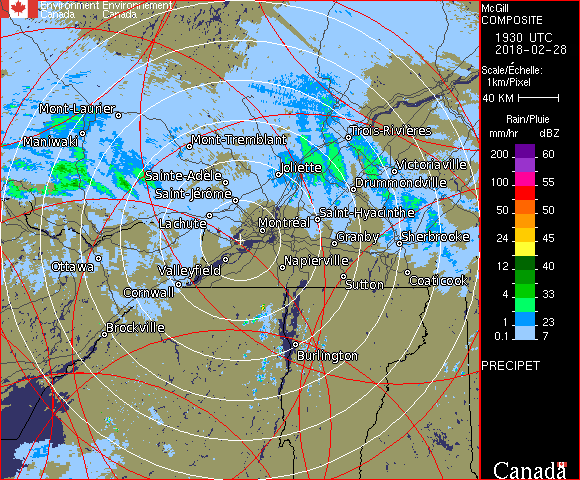 Environment Environnement
Canada Canada
McGill
COMPOSITE
1930 UTC
2018-02-28
Scale/Échelle:
1km/Pixel
40 KM
Rain/Pluie
mm/hr dBZ
200 60
100 55
50 50
24 45
12 40
4 33
1 23
0.1 7
PRECIPET
Canada
Mont-Laurier
Maniwaki
Mont-Tremblant
Trois-Rivières
Sainte-Adèle
Joliette
Victoriaville
Saint-Jérôme
Drummondville
Lachute
Montréal
Saint-Hyacinthe
Granby
Sherbrooke
Ottawa
Valleyfield
Napierville
Cornwall
Sutton
Coaticook
Brockville
Burlington